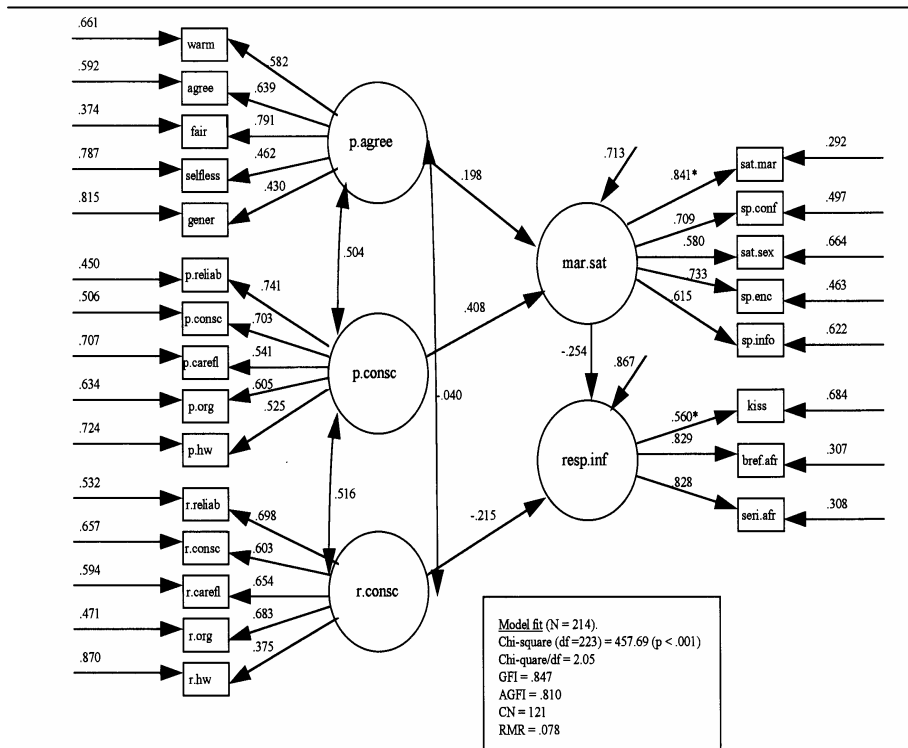 .661
warm
.582
.592
agree
.639
.374
fair
.791
.787
selfless
.462
.815
gener
.430
p.agree
.198
.504
.450
p.reliab
.741
.506
p.consc
.703
.707
p.carefl
.541
.634
p.org
.605
.724
p.hw
.525
p.consc
.408
-.040
.516
.532
r.reliab
.698
.657
r.consc
.603
.594
r.carefl
.654
.471
r.org
.683
.870
r.hw
.375
r.consc
-.215
.713
mar.sat
.841*
sat.mar
.292
.709
sp.conf
.497
.580
sat.sex
.664
.733
sp.enc
.463
.615
sp.info
.622
-.254
.867
resp.inf
.560*
kiss
.684
.829
bref.afr
.307
.828
seri.afr
.308
Model fit (N = 214).
Chi-square (df =223) = 457.69 (p < .001)
Chi-quare/df = 2.05
GFI = .847
AGFI = .810
CN = 121
RMR = .078